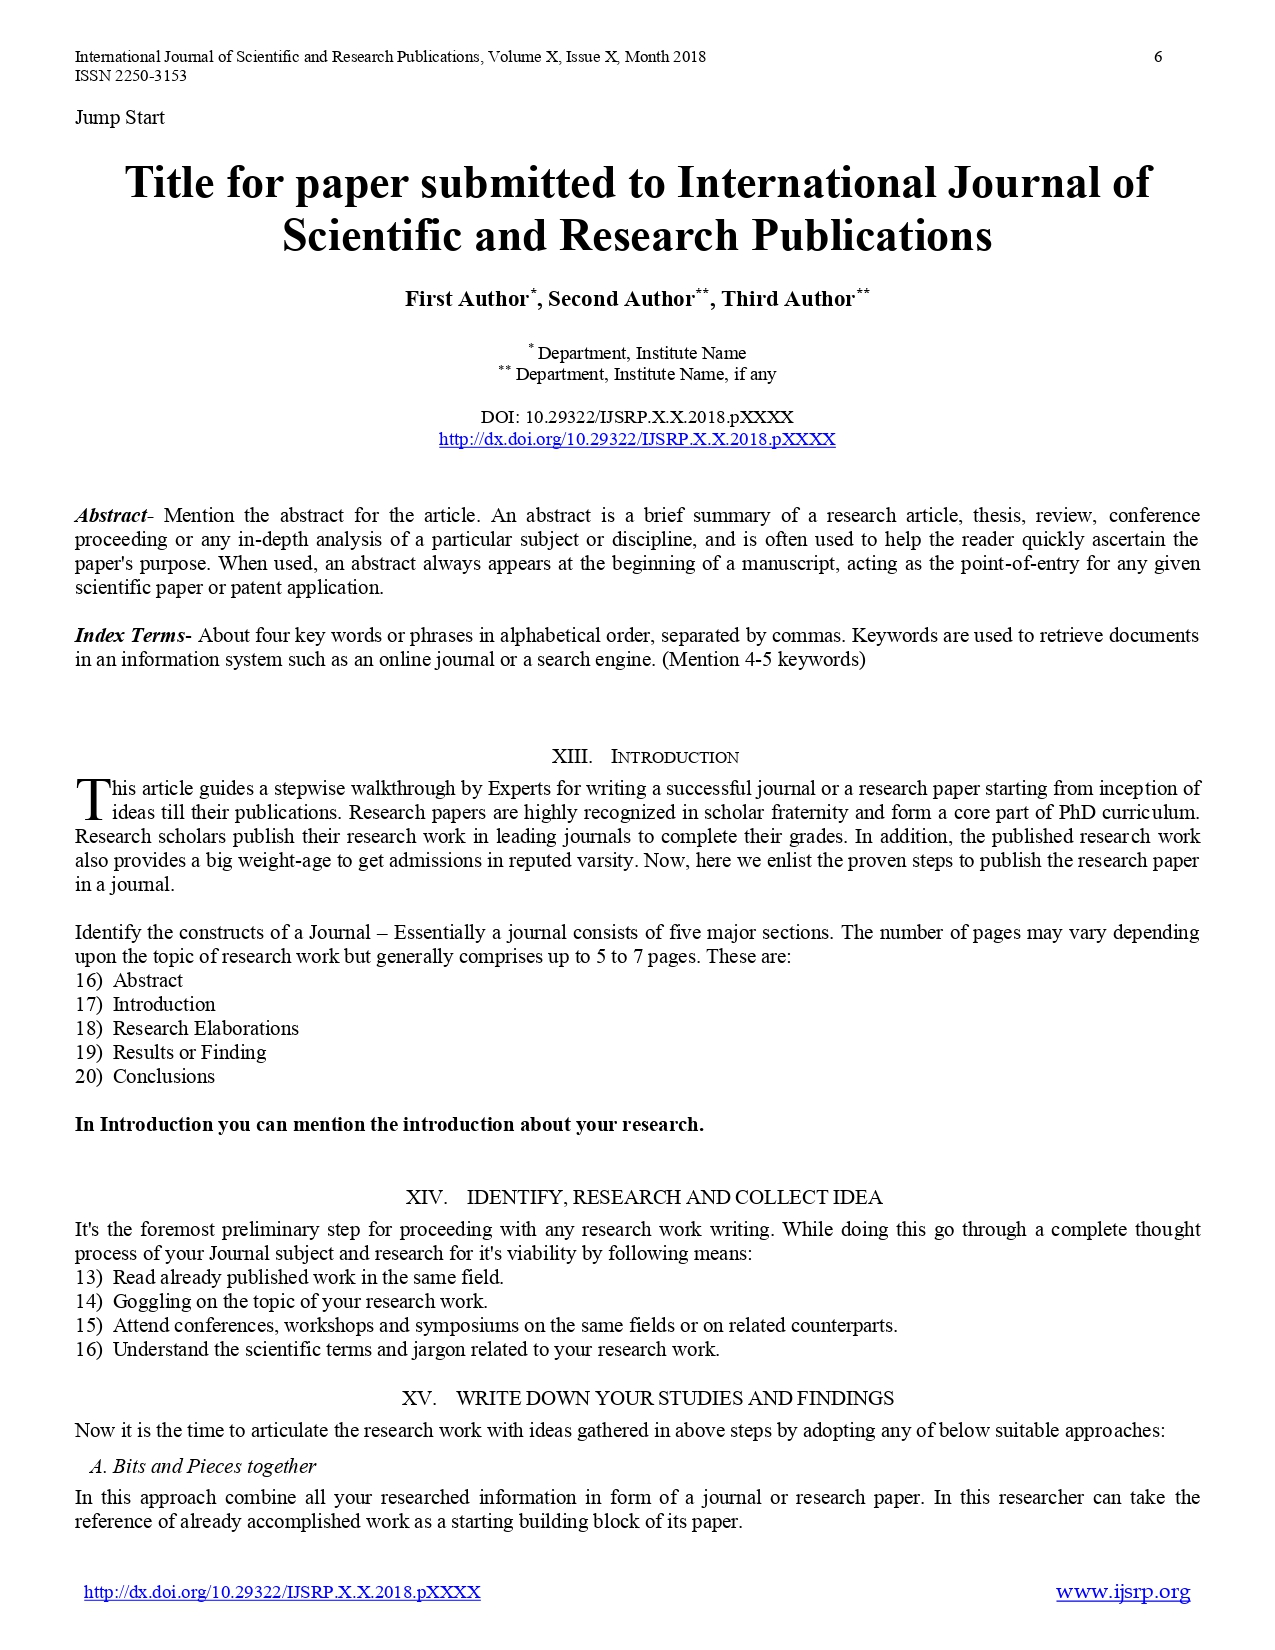 International Journal of Scientific and Research Publications, Volume X, Issue X, Month 2018 6
ISSN 2250-3153
Jump Start
Title for paper submitted to International Journal of
Scientific and Research Publications
First Author*, Second Author**, Third Author**
* Department, Institute Name
** Department, Institute Name, if any
DOI: 10.29322/IJSRP.X.X.2018.pXXXX
http://dx.doi.org/10.29322/IJSRP.X.X.2018.pXXXX
Abstract- Mention the abstract for the article. An abstract is a brief summary of a research article, thesis, review, conference
proceeding or any in-depth analysis of a particular subject or discipline, and is often used to help the reader quickly ascertain the
paper's purpose. When used, an abstract always appears at the beginning of a manuscript, acting as the point-of-entry for any given
scientific paper or patent application.
Index Terms- About four key words or phrases in alphabetical order, separated by commas. Keywords are used to retrieve documents
in an information system such as an online journal or a search engine. (Mention 4-5 keywords)
XIII. INTRODUCTION
This article guides a stepwise walkthrough by Experts for writing a successful journal or a research paper starting from inception of
ideas till their publications. Research papers are highly recognized in scholar fraternity and form a core part of PhD curriculum.
Research scholars publish their research work in leading journals to complete their grades. In addition, the published research work
also provides a big weight-age to get admissions in reputed varsity. Now, here we enlist the proven steps to publish the research paper
in a journal.
Identify the constructs of a Journal – Essentially a journal consists of five major sections. The number of pages may vary depending
upon the topic of research work but generally comprises up to 5 to 7 pages. These are:
16) Abstract
17) Introduction
18) Research Elaborations
19) Results or Finding
20) Conclusions
In Introduction you can mention the introduction about your research.
XIV. IDENTIFY, RESEARCH AND COLLECT IDEA
It's the foremost preliminary step for proceeding with any research work writing. While doing this go through a complete thought
process of your Journal subject and research for it's viability by following means:
13) Read already published work in the same field.
14) Goggling on the topic of your research work.
15) Attend conferences, workshops and symposiums on the same fields or on related counterparts.
16) Understand the scientific terms and jargon related to your research work.
XV. WRITE DOWN YOUR STUDIES AND FINDINGS
Now it is the time to articulate the research work with ideas gathered in above steps by adopting any of below suitable approaches:
A. Bits and Pieces together
In this approach combine all your researched information in form of a journal or research paper. In this researcher can take the
reference of already accomplished work as a starting building block of its paper.
http://dx.doi.org/10.29322/IJSRP.X.X.2018.pXXXX www.ijsrp.org